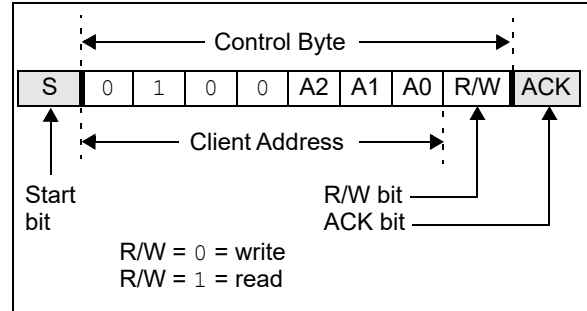 Control Byte
S 0 1 0 0 A2 A1 A0 R/W ACK
Client Address
Start
bit
R/W bit
ACK bit
R/W = 0 = write
R/W = 1 = read